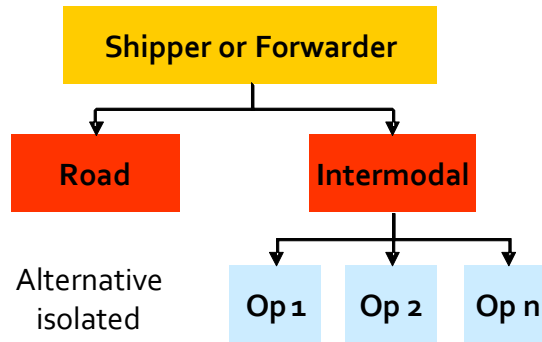 Shipper or Forwarder
Road
Intermodal
Alternative
isolated
Op 1
Op 2
Op n